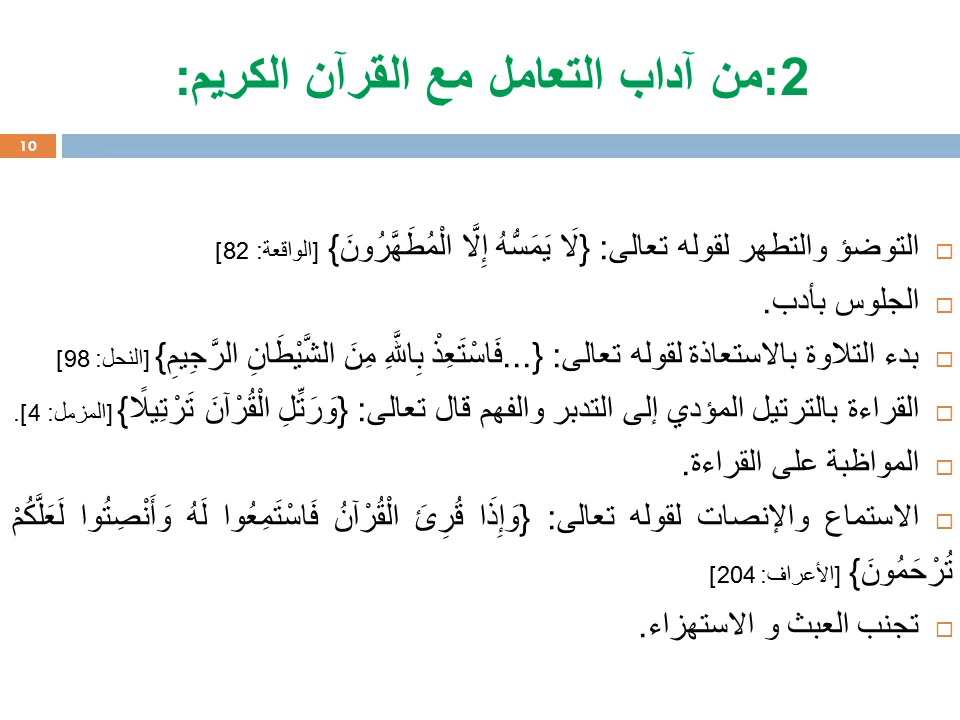 2:من آداب التعامل مع القرآن الكريم:
10
التوضؤ والتطهر لقوله تعالى: {لَا يَمَسُّهُ إِلَّا الْمُطَهَّرُونَ} [الواقعة: 82]
الجلوس بأدب.
بدء التلاوة بالاستعاذة لقوله تعالى: {...فَاسْتَعِذْ بِاللَّهِ مِنَ الشَّيْطَانِ الرَّجِيمِ} [النحل: 98]
القراءة بالترتيل المؤدي إلى التدبر والفهم قال تعالى: {وَرَتِّلِ الْقُرْآنَ تَرْتِيلًا} [المزمل: 4].
المواظبة على القراءة.
الاستماع والإنصات لقوله تعالى: {وَإِذَا قُرِئَ الْقُرْآنُ فَاسْتَمِعُوا لَهُ وَأَنْصِتُوا لَعَلَّكُمْ
تُرْحَمُونَ} [الأعراف: 204]
تجنب العبث و الاستهزاء.